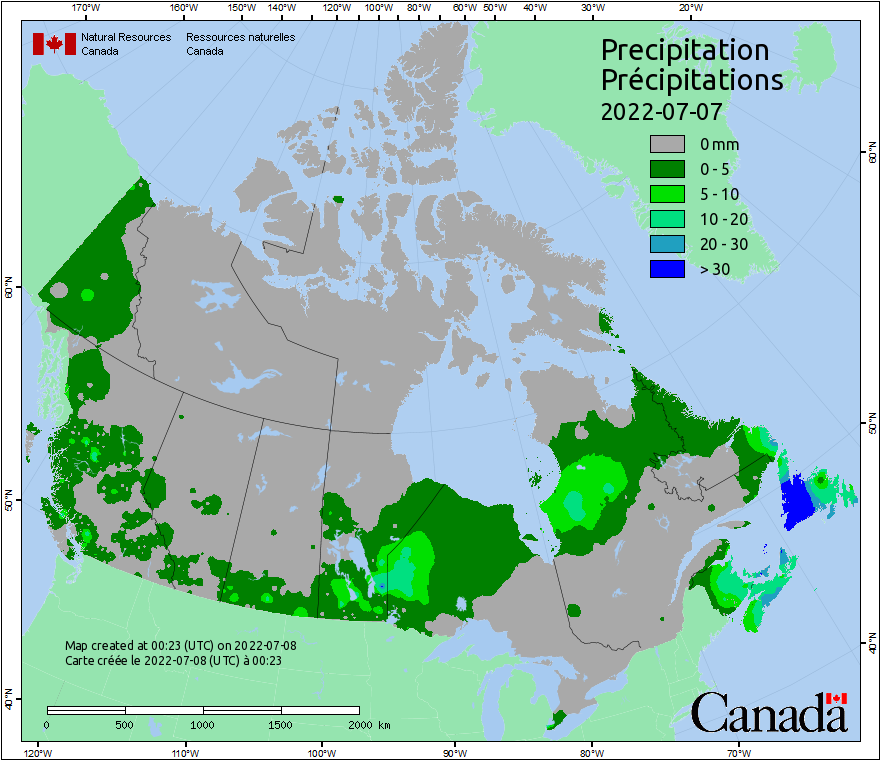 170°W 160°W 150°W 140°W 130°W 120°W 110°W 100°W 90°W 80°W 60°W 50°W 40°W 30°W 20°W
Natural Resources Ressources naturelles
Canada Canada
Precipitation
Précipitations
2022-07-07
0 mm
0 - 5
5 - 10
10 - 20
20 - 30
> 30
60°N
50°N
40°N
60°N
50°N
40°N
Map created at 00:23 (UTC) on 2022-07-08
Carte créée le 2022-07-08 (UTC) à 00:23
0 500 1000 1500 2000 km
Canada
120°W 110°W 100°W 90°W 80°W 70°W